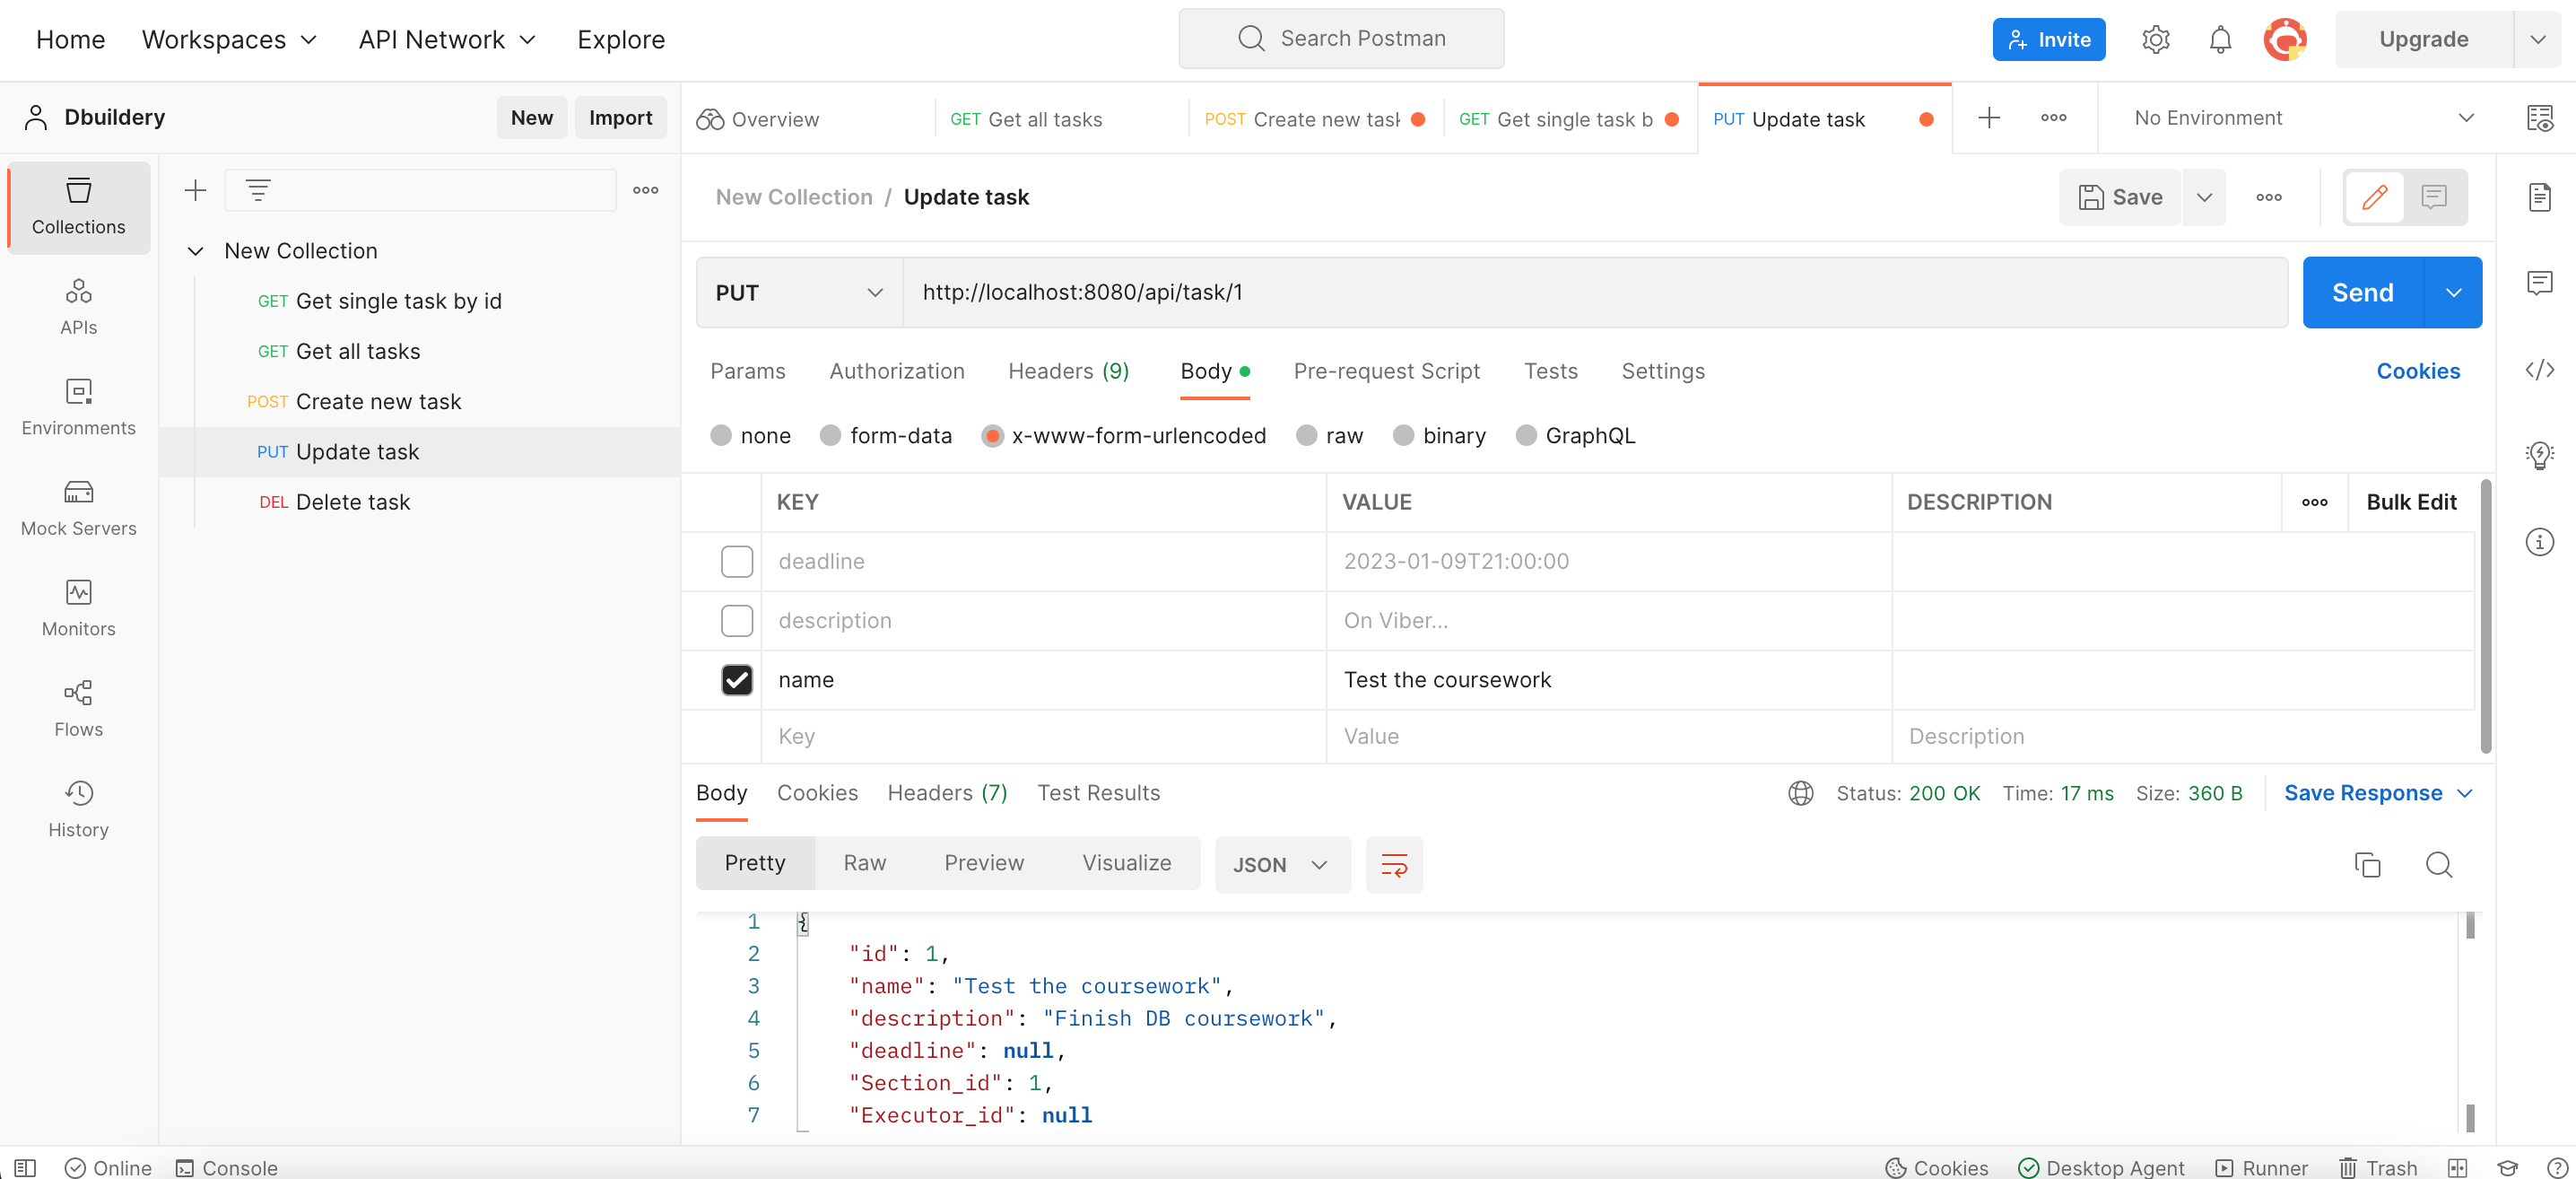 Home Workspaces API Network Explore Search Postman Invite Upgrade
Dbuildery New Import Overview GET Get all tasks POST Create new task GET Get single task b PUT Update task No Environment
Collections
APIs
Environments
Mock Servers
Monitors
Flows
History
New Collection
GET Get single task by id
GET Get all tasks
POST Create new task
PUT Update task
DEL Delete task
New Collection / Update task Save
PUT http://localhost:8080/api/task/1 Send
Params Authorization Headers (9) Body Pre-request Script Tests Settings Cookies
none form-data x-www-form-urlencoded raw binary GraphQL
KEY VALUE DESCRIPTION Bulk Edit
deadline 2023-01-09T21:00:00
description On Viber...
name Test the coursework
Key Value Description
Body Cookies Headers (7) Test Results Status: 200 OK Time: 17 ms Size: 360 B Save Response
Pretty Raw Preview Visualize JSON
1 {
2 "id": 1,
3 "name": "Test the coursework",
4 "description": "Finish DB coursework",
5 "deadline": null,
6 "Section_id": 1,
7 "Executor_id": null
Online Console Cookies Desktop Agent Runner Trash